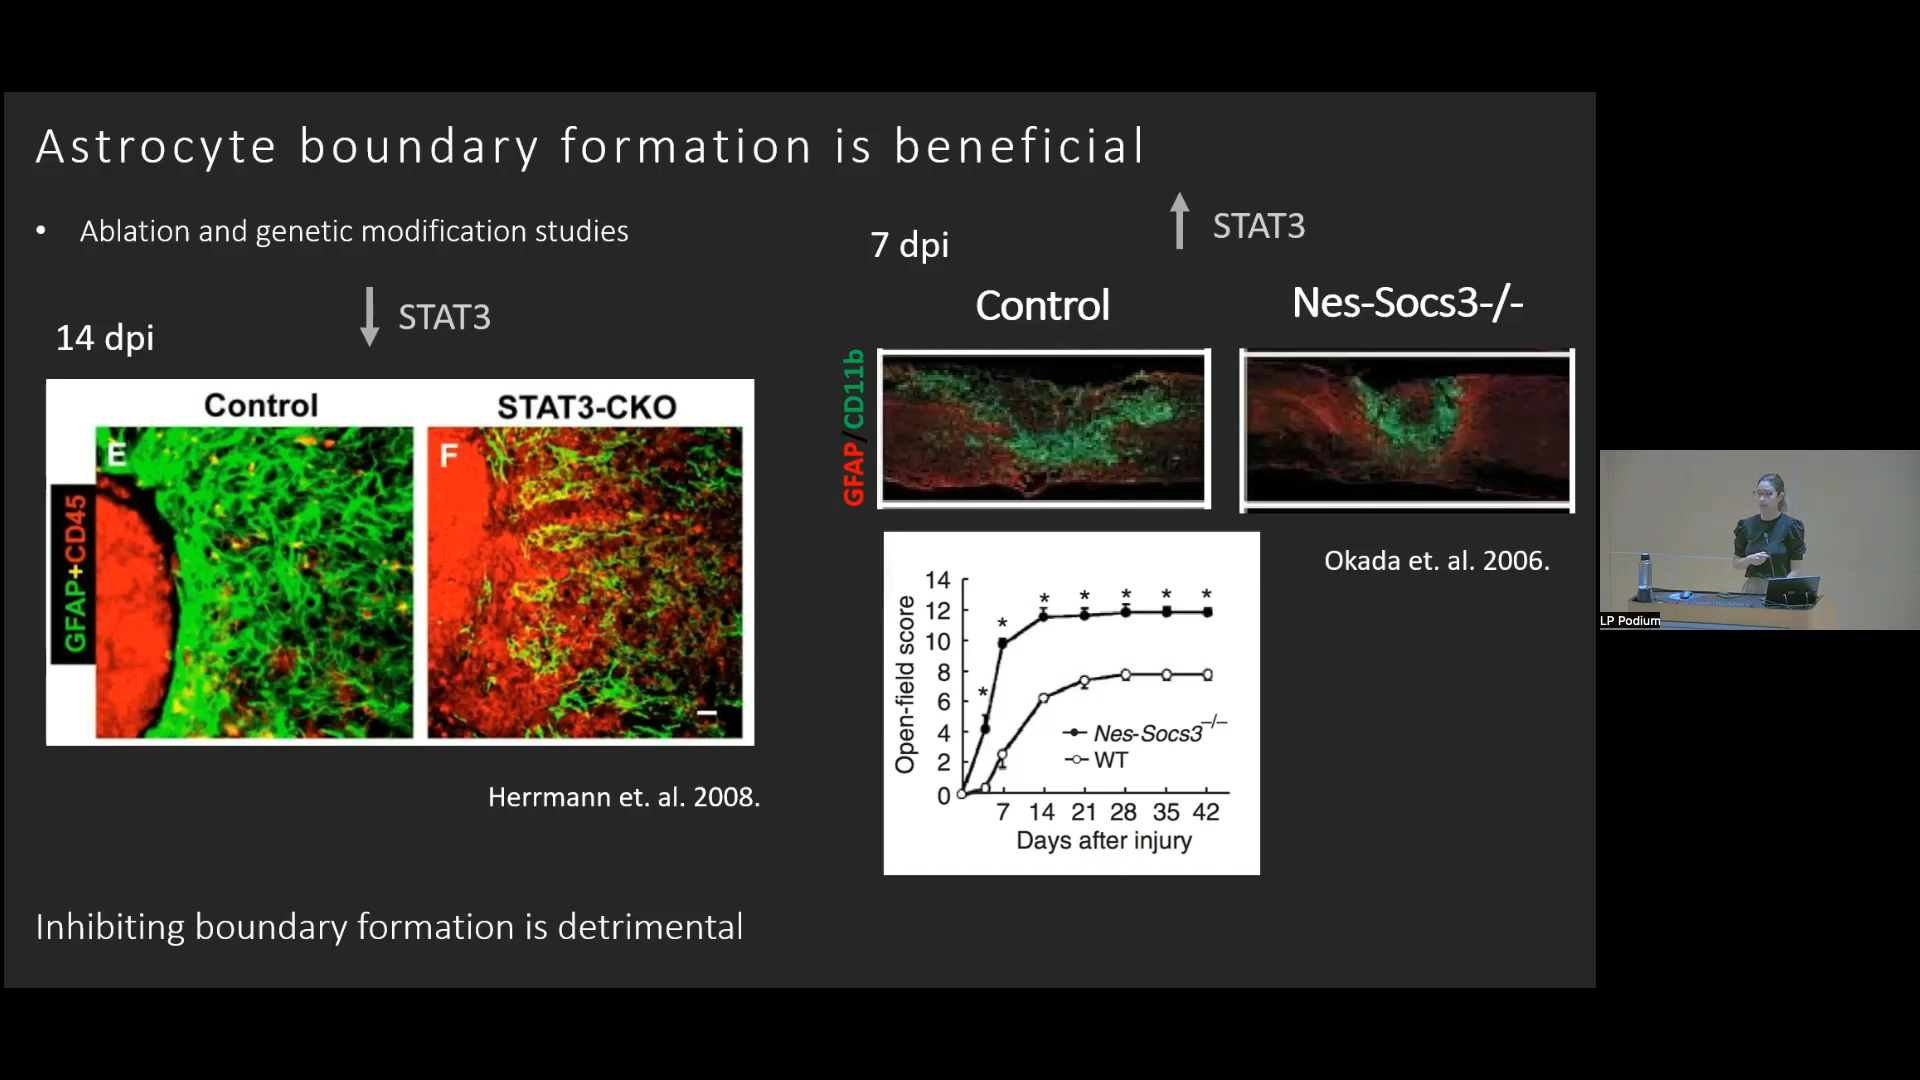 Astrocyte boundary formation is beneficial
• Ablation and genetic modification studies
STAT3
14 dpi
Control
STAT3-CKO
E
F
GFAP+CD45
Herrmann et. al. 2008.
Inhibiting boundary formation is detrimental
STAT3
7 dpi
Control
Nes-Socs3-/-
GFAP/CD11b
Okada et. al. 2006.
Open-field score
14
12
10
8
6
4
2
0
* * * * * * *
Nes-Socs3–/–
WT
7 14 21 28 35 42
Days after injury
LP Podium